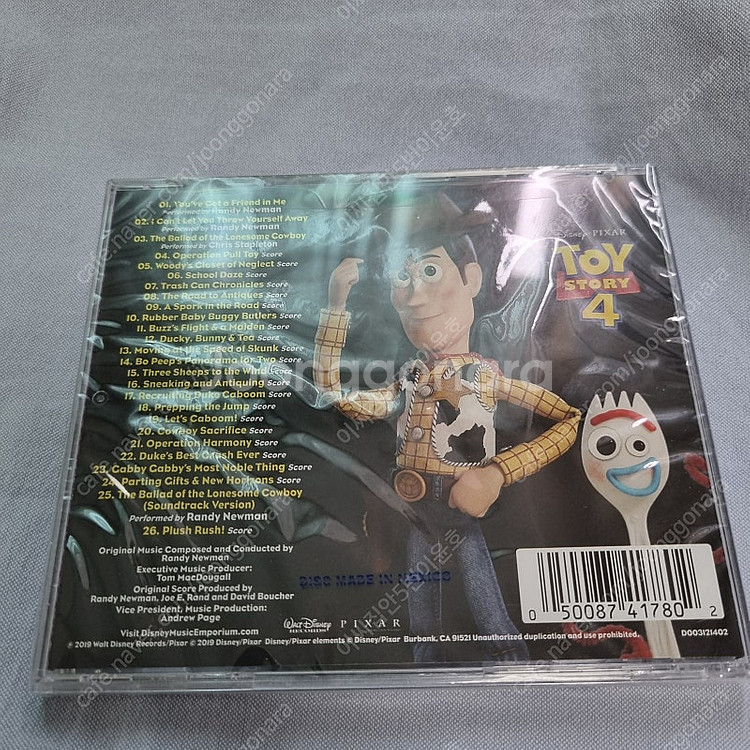 01. You've Got a Friend in Me
Performed by Randy Newman
02. I Can't Let You Throw Yourself Away
Performed by Randy Newman
03. The Ballad of the Lonesome Cowboy
Performed by Chris Stapleton
04. Operation Pull Toy Score
05. Woody's Closet of Neglect Score
06. School Daze Score
07. Trash Can Chronicles Score
08. The Road to Antiques Score
09. A Spork in the Road Score
10. Rubber Baby Buggy Butlers Score
11. Buzz's Flight & a Maiden Score
12. Ducky, Bunny & Tea Score
13. Moving at the Speed of Skunk Score
14. Bo Peep's Panorama for Two Score
15. Three Sheeps to the Wind Score
16. Sneaking and Antiquing Score
17. Recruiting Duke Caboom Score
18. Prepping the Jump Score
19. Let's Caboom! Score
20. Cowboy Sacrifice Score
21. Operation Harmony Score
22. Duke's Best Crash Ever Score
23. Gabby Gabby's Most Noble Thing Score
24. Parting Gifts & New Horizons Score
25. The Ballad of the Lonesome Cowboy
(Soundtrack Version)
Performed by Randy Newman
26. Plush Rush! Score
Original Music Composed and Conducted by
Randy Newman
Executive Music Producer:
Tom MacDougall
Original Score Produced by
Randy Newman, Joe E. Rand and David Boucher
Vice President, Music Production:
Andrew Page
Visit DisneyMusicEmporium.com
Disney PIXAR
TOY
STORY
4
DISC MADE IN MEXICO
Walt Disney
RECORDS
PIXAR
0 50087 41780 2
© 2019 Walt Disney Records/Pixar © 2019 Disney/Pixar Disney/Pixar elements © Disney/Pixar Burbank, CA 91521 Unauthorized duplication and use prohibited.
D003121402
joonggonara